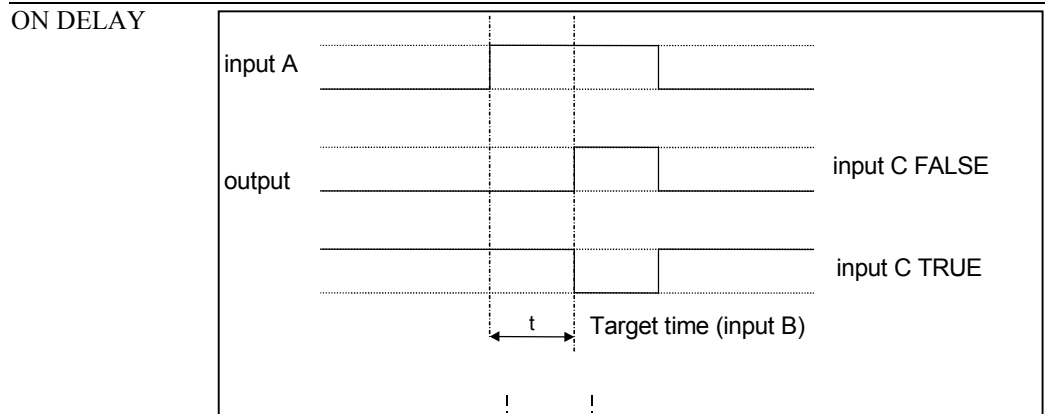 ON DELAY
input A
output
input C FALSE
input C TRUE
t
Target time (input B)